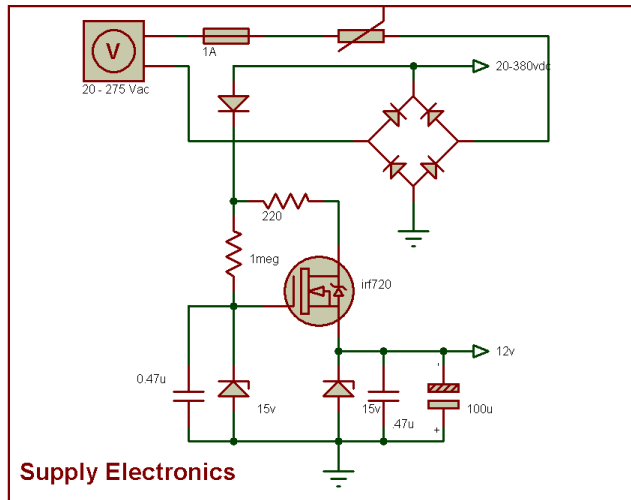 V
1A
20 - 275 Vac
20-380vdc
220
1meg
irf720
12v
0.47u
15v
15v
.47u
-
100u
+
Supply Electronics